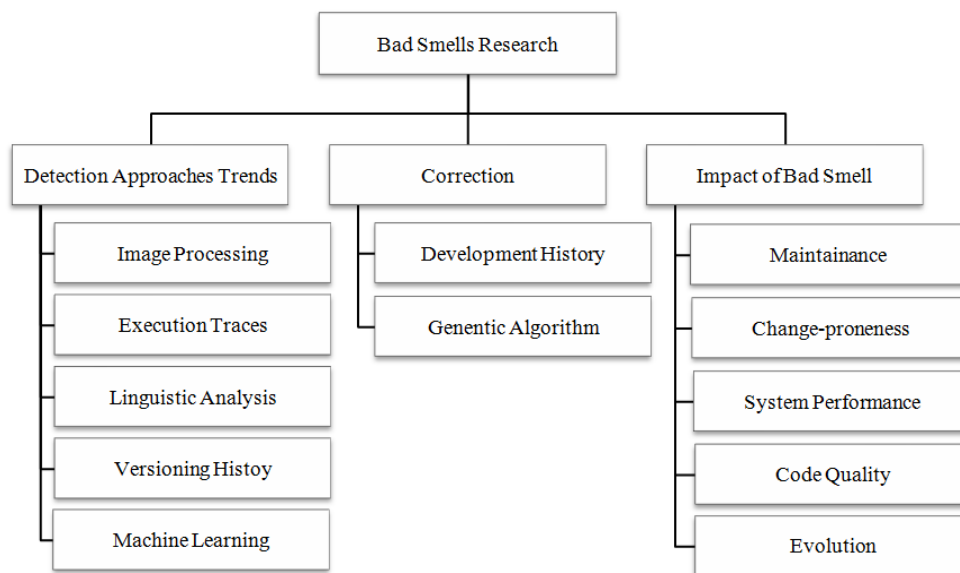 Bad Smells Research
Detection Approaches Trends
Image Processing
Execution Traces
Linguistic Analysis
Versioning Histoy
Machine Learning
Correction
Development History
Genentic Algorithm
Impact of Bad Smell
Maintainance
Change-proneness
System Performance
Code Quality
Evolution